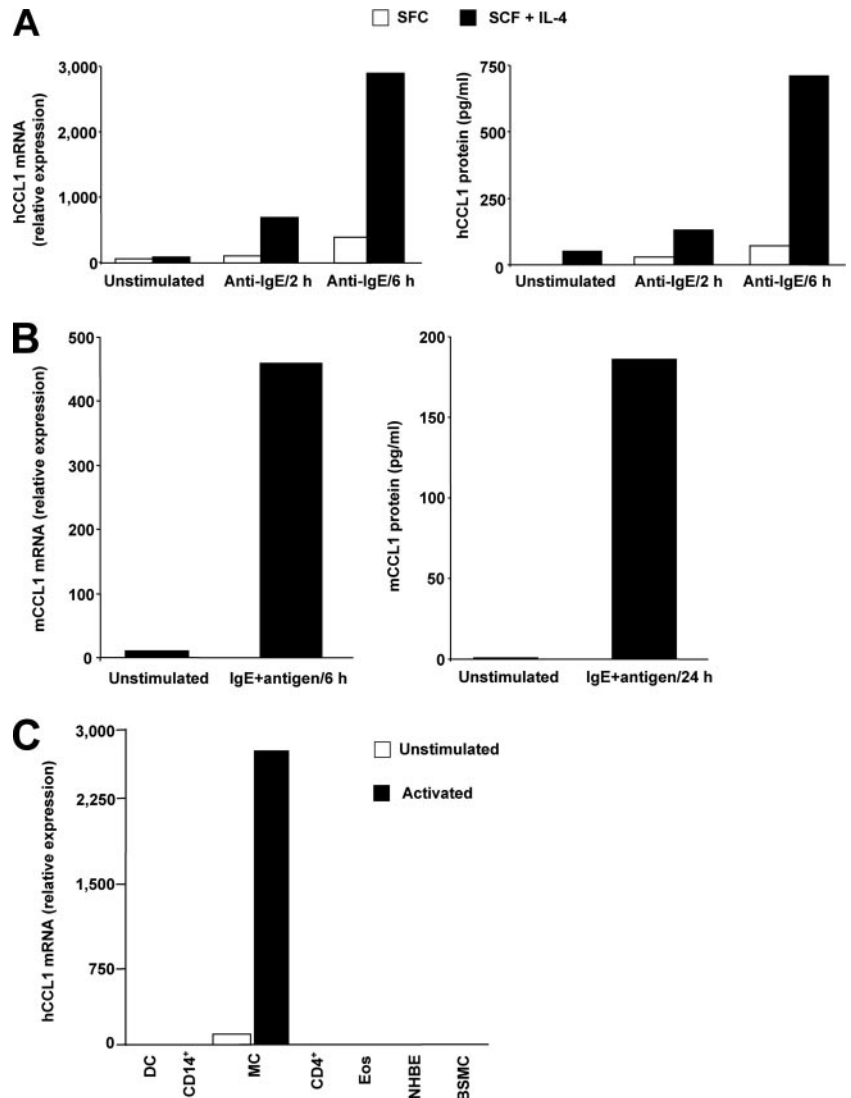 A
SFC SCF + IL-4
hCCL1 mRNA
(relative expression)
3,000
2,000
1,000
0
Unstimulated Anti-IgE/2 h Anti-IgE/6 h
hCCL1 protein (pg/ml)
750
500
250
0
Unstimulated Anti-IgE/2 h Anti-IgE/6 h
B
mCCL1 mRNA (relative expression)
500
400
300
200
100
0
Unstimulated IgE+antigen/6 h
mCCL1 protein (pg/ml)
200
150
100
50
0
Unstimulated IgE+antigen/24 h
C
hCCL1 mRNA (relative expression)
3,000
2,250
1,500
750
0
Unstimulated
Activated
DC
CD14⁺
MC
CD4⁺
Eos
NHBE
BSMC